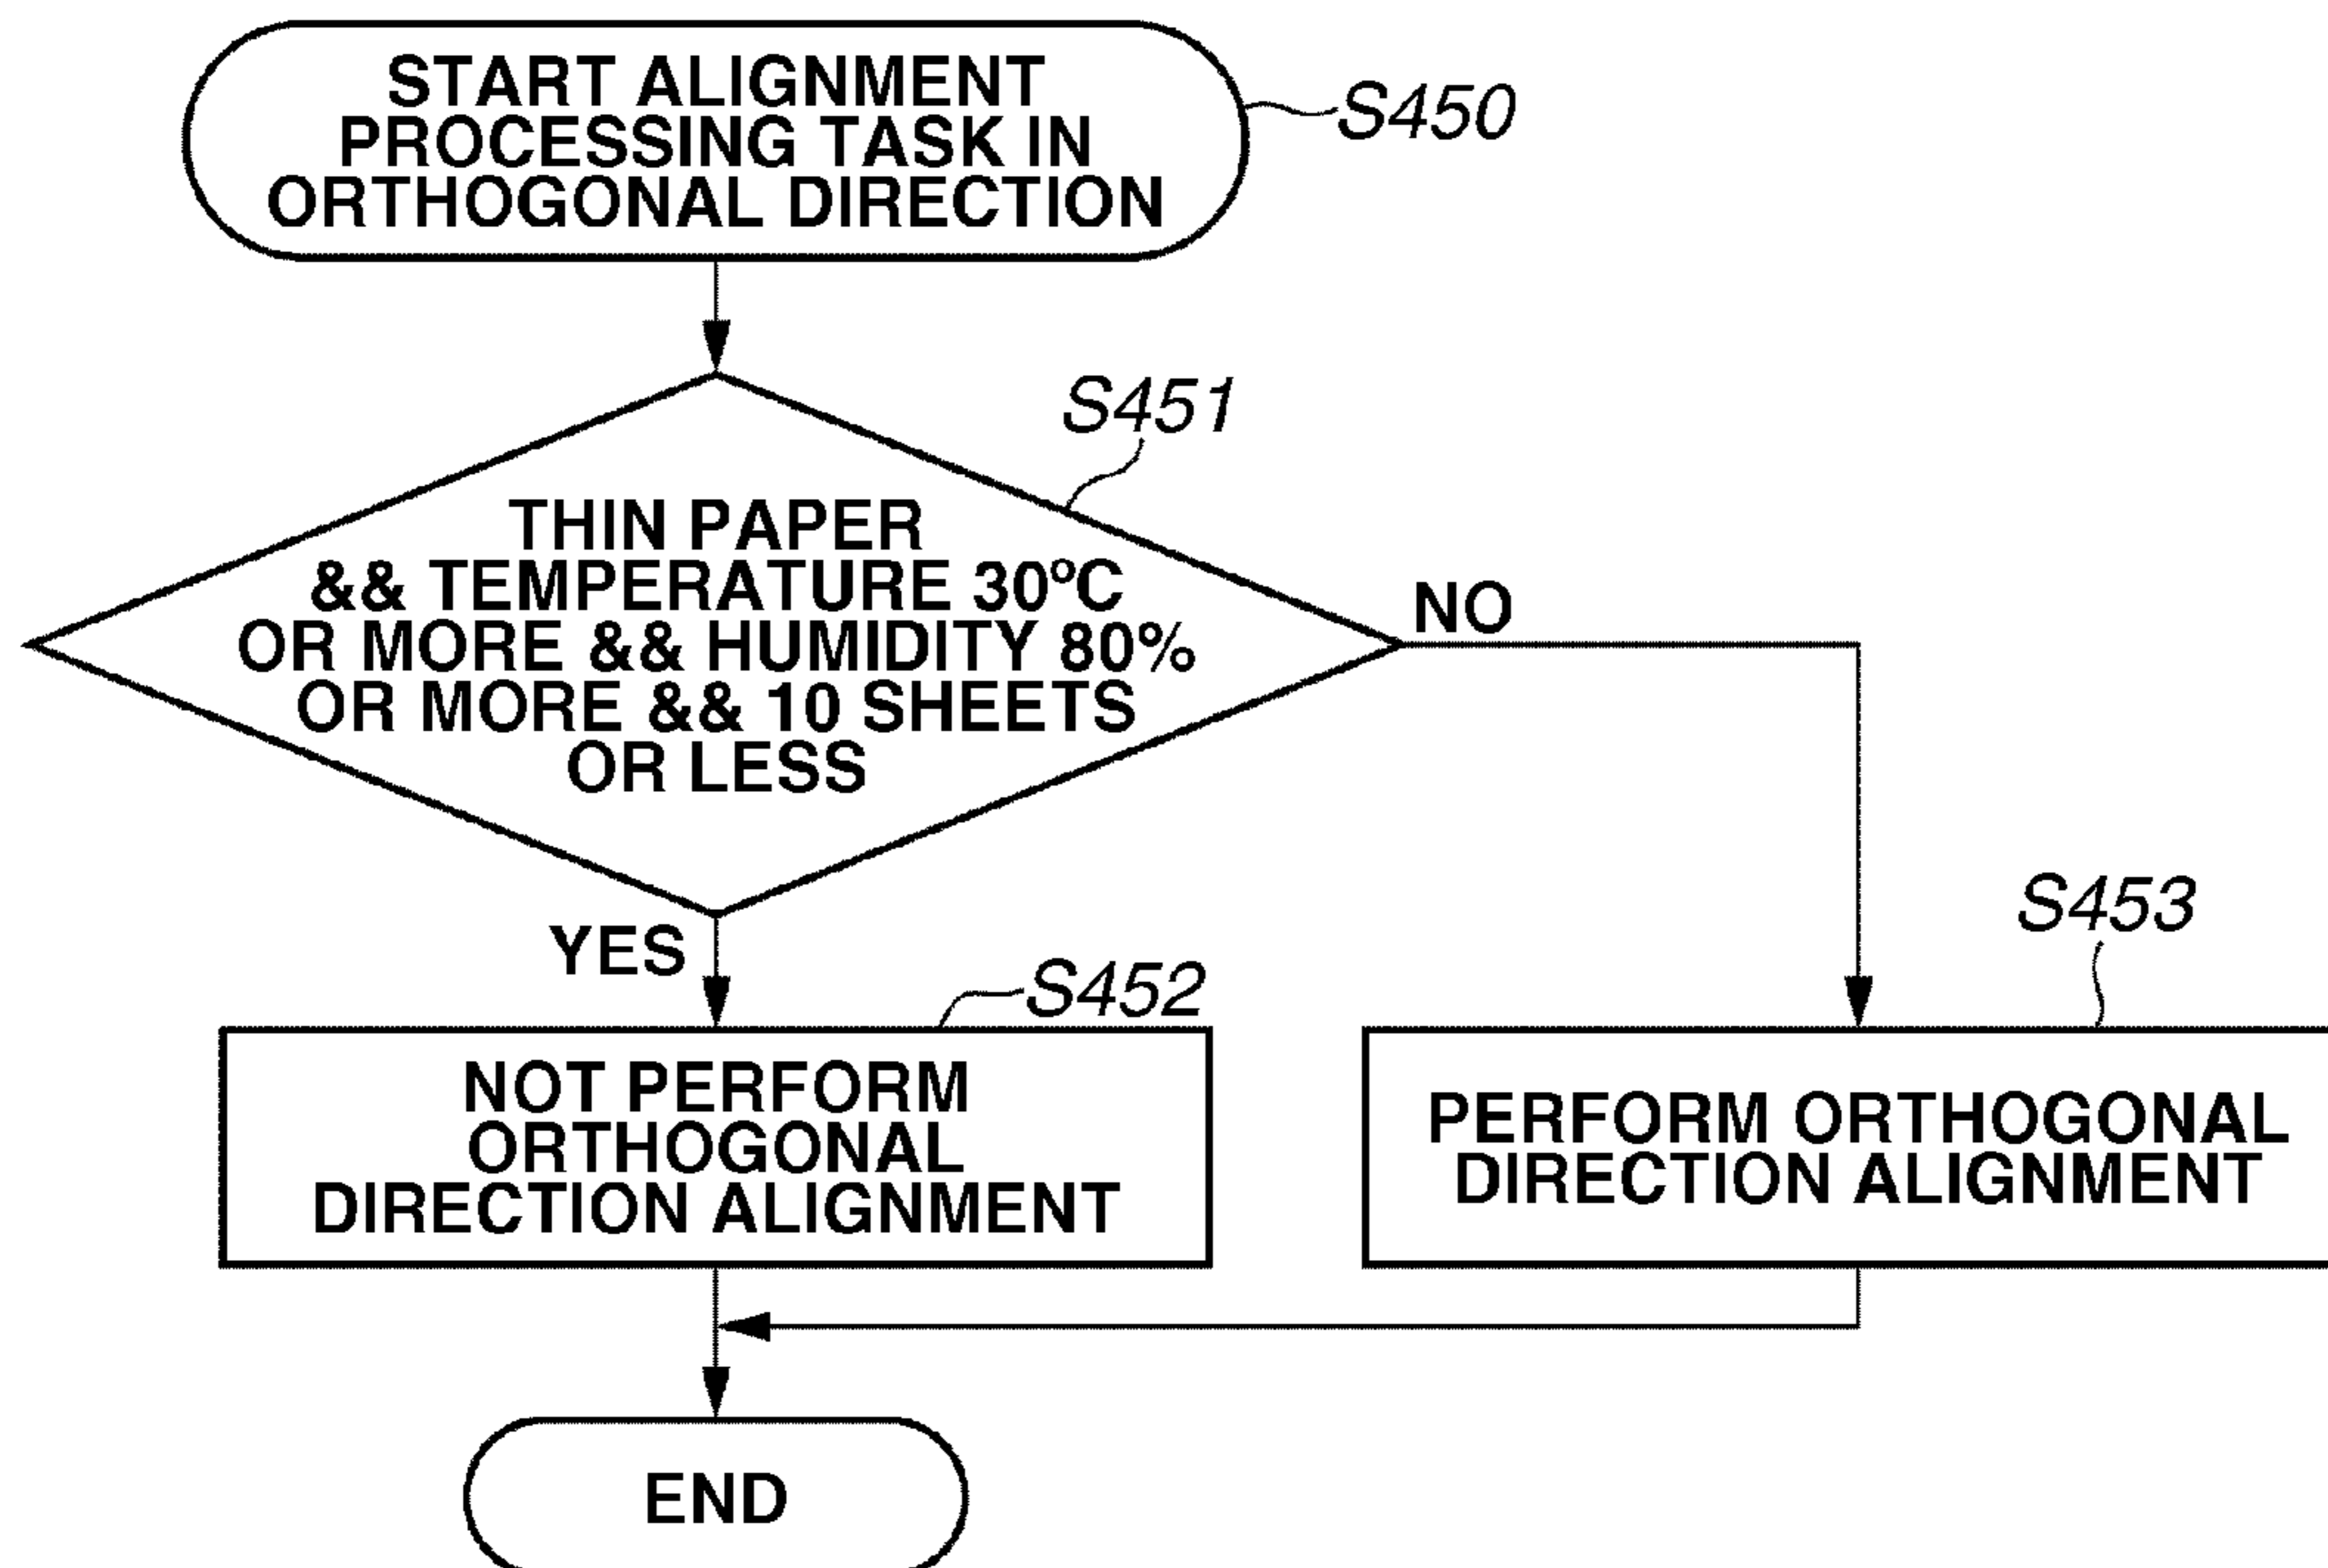 START ALIGNMENT
PROCESSING TASK IN
ORTHOGONAL DIRECTION
S450
S451
THIN PAPER
&& TEMPERATURE 30ºC
OR MORE && HUMIDITY 80%
OR MORE && 10 SHEETS
OR LESS
NO
YES
S452
S453
NOT PERFORM
ORTHOGONAL
DIRECTION ALIGNMENT
PERFORM ORTHOGONAL
DIRECTION ALIGNMENT
END